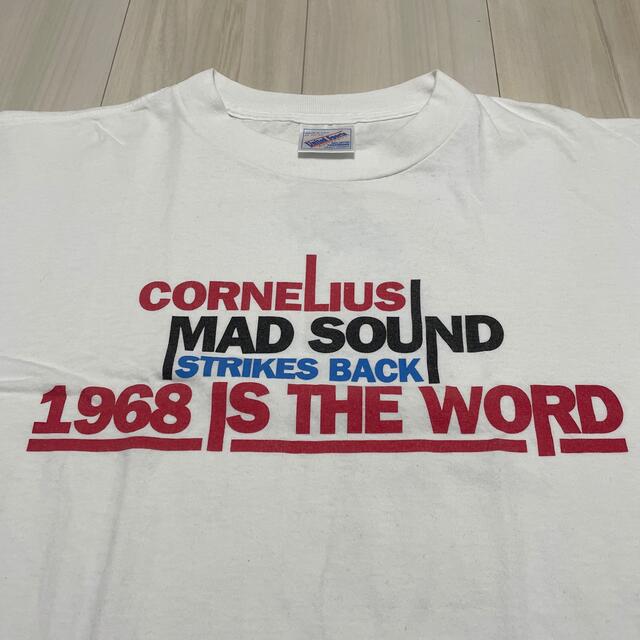 CORNELIUS
MAD SOUND
STRIKES BACK
1968 IS THE WORD